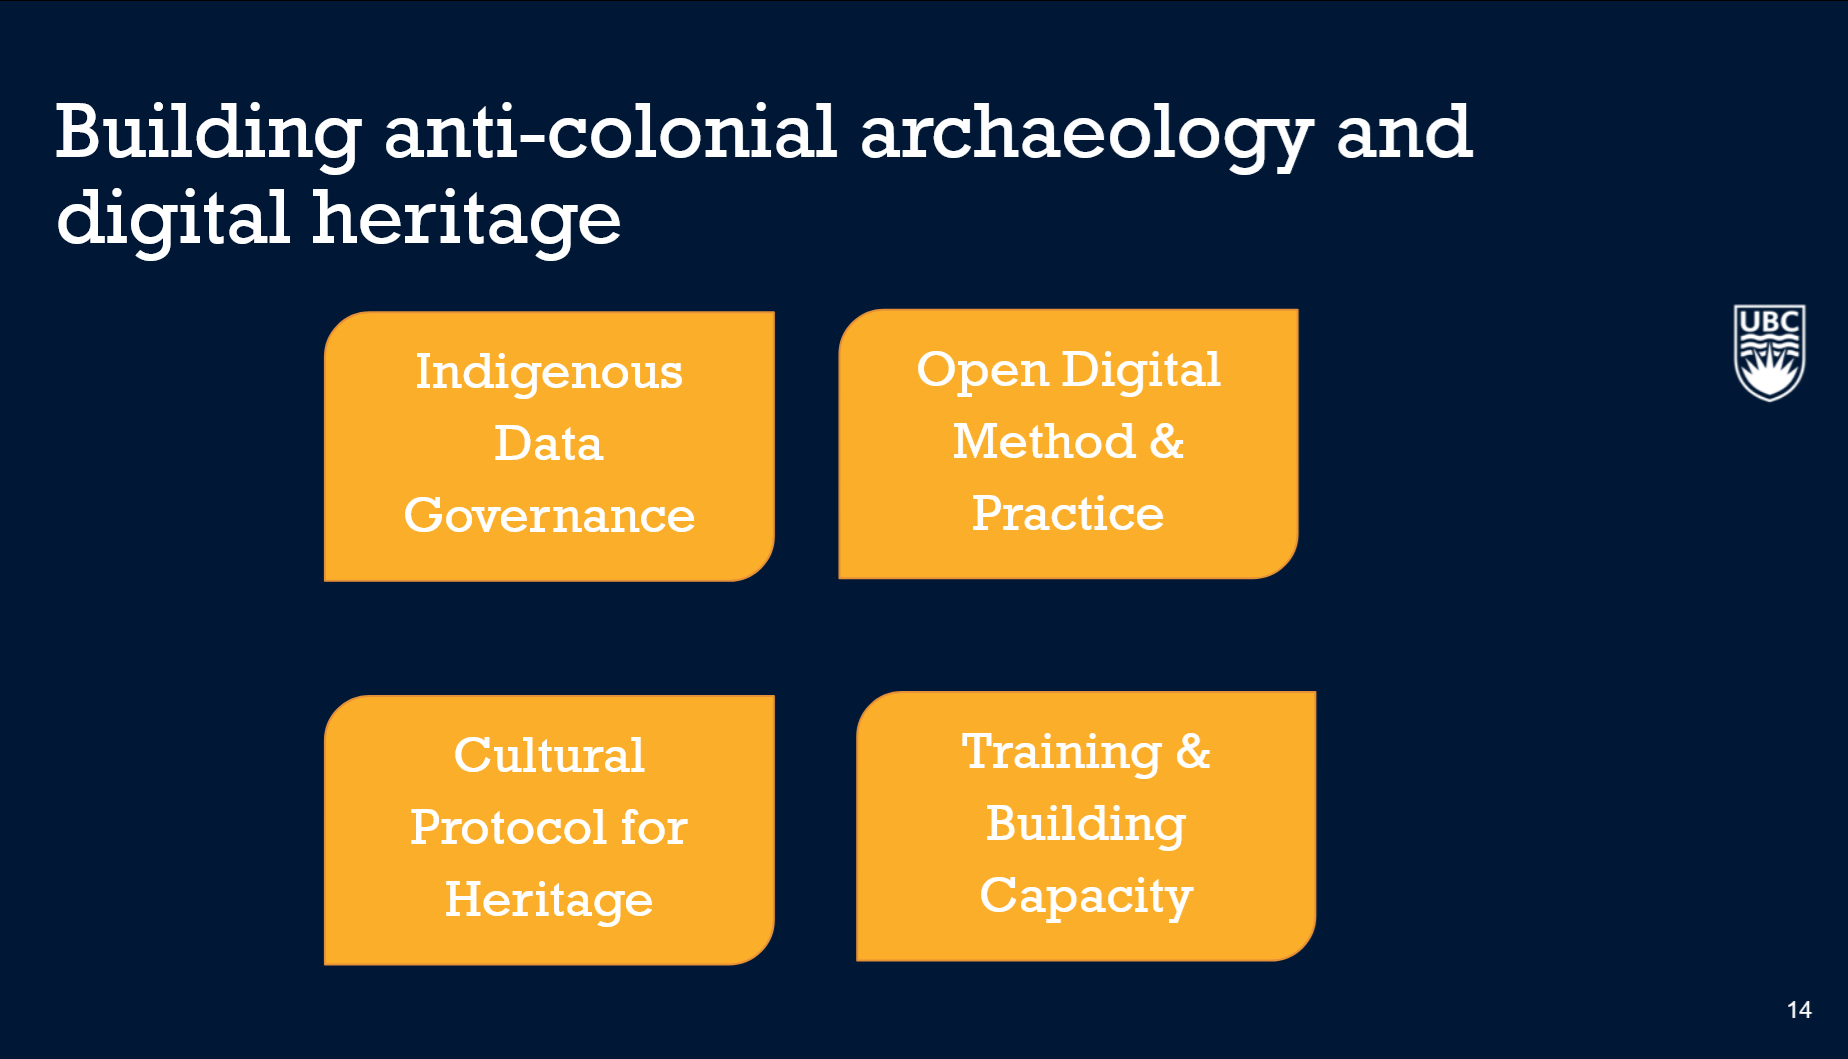 Building anti-colonial archaeology and
digital heritage
Indigenous
Data
Governance
Open Digital
Method &
Practice
UBC
Cultural
Protocol for
Heritage
Training &
Building
Capacity
14